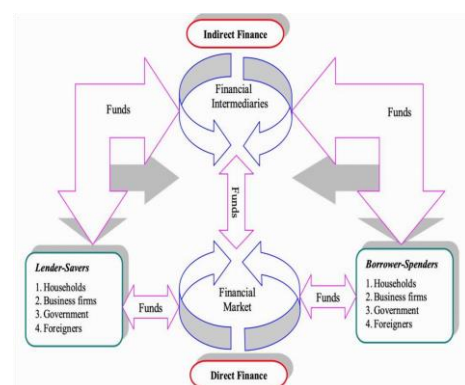 Indirect Finance
Financial
Intermediaries
Funds
Funds
Funds
Lender-Savers
1. Households
2. Business firms
3. Government
4. Foreigners
Funds
Financial
Market
Funds
Borrower-Spenders
1. Households
2. Business firms
3. Government
4. Foreigners
Direct Finance